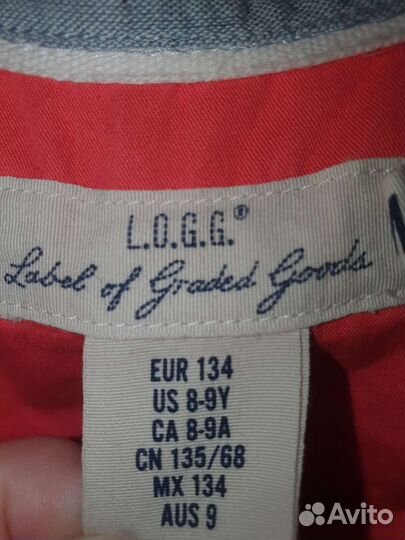 L.O.G.G.®
Label of Graded Goods
EUR 134
US 8-9Y
CA 8-9A
CN 135/68
MX 134
AUS 9
Avito